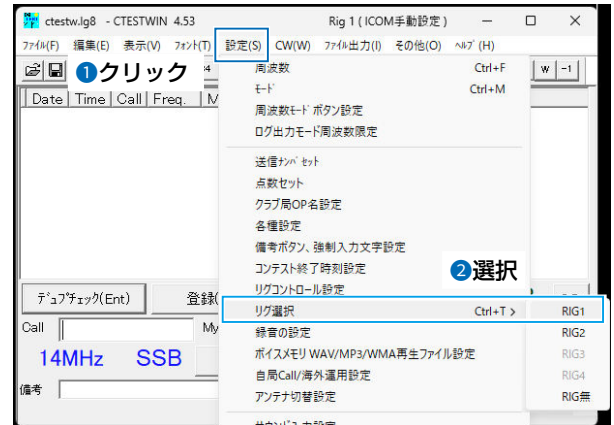 ctestw.lg8 - CTESTWIN 4.53 Rig 1 ( ICOM手動設定 )
ファイル(F) 編集(E) 表示(V) フォント(T) 設定(S) CW(W) ファイル出力(I) その他(O) ヘルプ(H)
❶クリック
W -1
Date Time Call Freq. M
周波数 Ctrl+F
モード Ctrl+M
周波数モード ボタン設定
ログ出力モード周波数限定
送信ナンバ セット
点数セット
クラブ局OP名設定
各種設定
備考ボタン、強制入力文字設定
コンテスト終了時刻設定
❷選択
リグコントロール設定
デュプチェック(Ent) 登録(
リグ選択 Ctrl+T > RIG1
Call My
録音の設定 RIG2
14MHz SSB
ボイスメモリ WAV/MP3/WMA再生ファイル設定 RIG3
自局Call/海外運用設定 RIG4
備考
アンテナ切替設定 RIG無